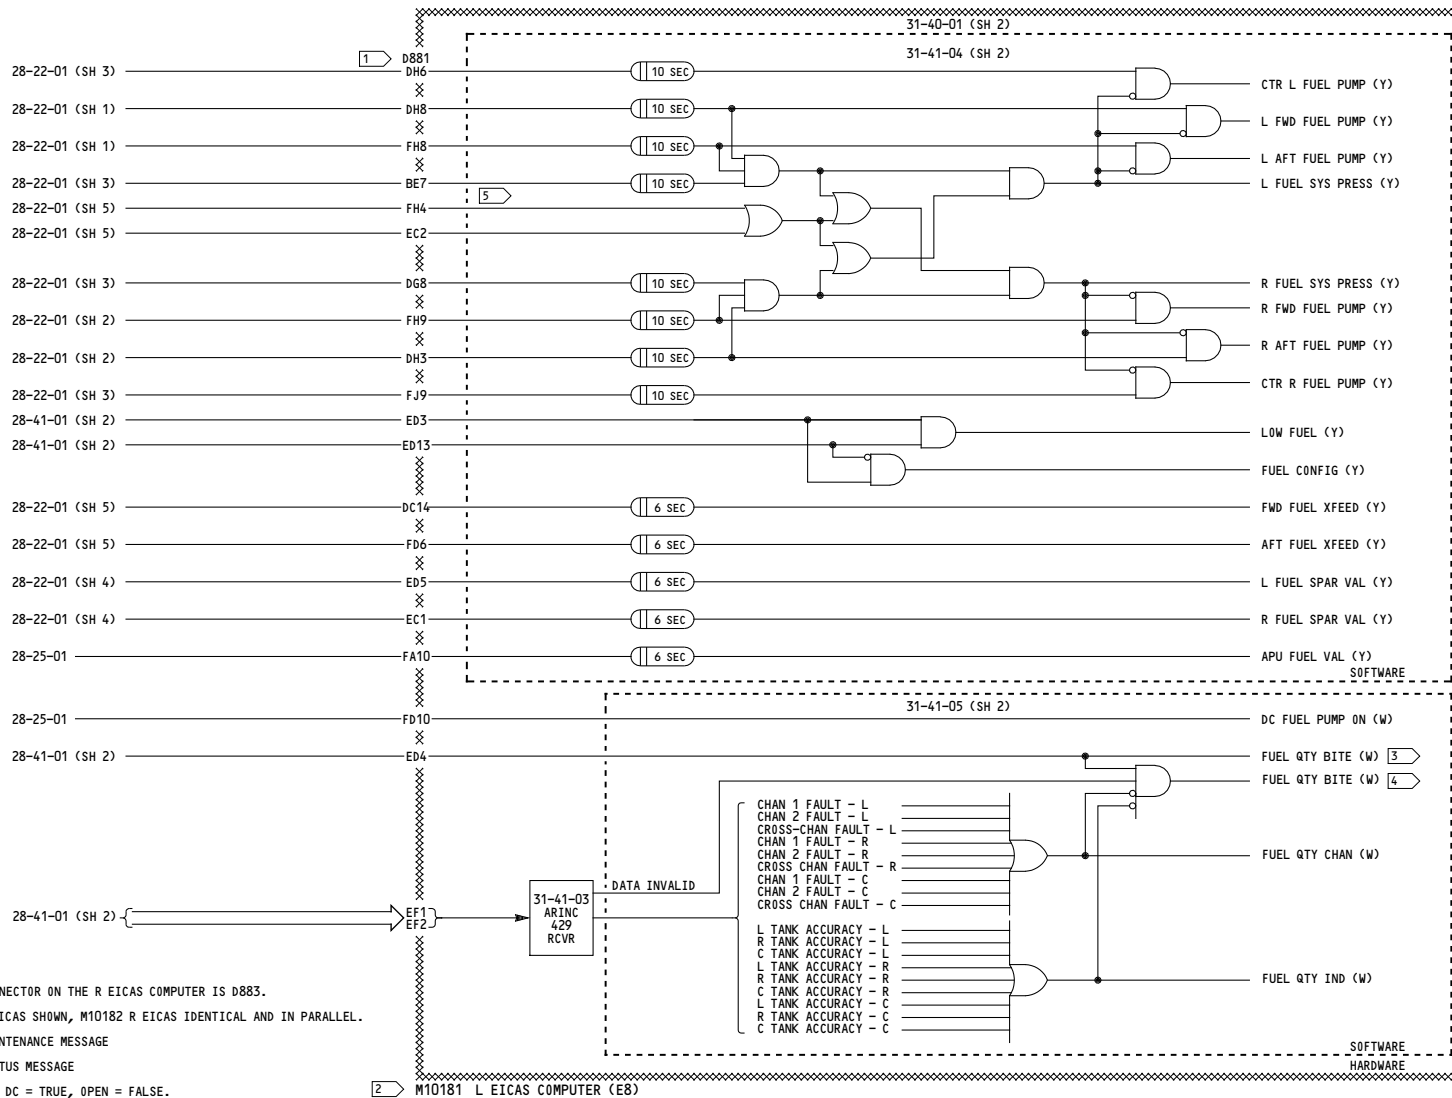 31-40-01 (SH 2)
31-41-04 (SH 2)
1 D881
28-22-01 (SH 3) DH6 10 SEC CTR L FUEL PUMP (Y)
28-22-01 (SH 1) DH8 10 SEC L FWD FUEL PUMP (Y)
28-22-01 (SH 1) FH8 10 SEC L AFT FUEL PUMP (Y)
28-22-01 (SH 3) BE7 10 SEC L FUEL SYS PRESS (Y)
5
28-22-01 (SH 5) FH4
28-22-01 (SH 5) EC2
28-22-01 (SH 3) DG8 10 SEC R FUEL SYS PRESS (Y)
28-22-01 (SH 2) FH9 10 SEC R FWD FUEL PUMP (Y)
28-22-01 (SH 2) DH3 10 SEC R AFT FUEL PUMP (Y)
28-22-01 (SH 3) FJ9 10 SEC CTR R FUEL PUMP (Y)
28-41-01 (SH 2) ED3 LOW FUEL (Y)
28-41-01 (SH 2) ED13 FUEL CONFIG (Y)
28-22-01 (SH 5) DC14 6 SEC FWD FUEL XFEED (Y)
28-22-01 (SH 5) FD6 6 SEC AFT FUEL XFEED (Y)
28-22-01 (SH 4) ED5 6 SEC L FUEL SPAR VAL (Y)
28-22-01 (SH 4) EC1 6 SEC R FUEL SPAR VAL (Y)
28-25-01 FA10 6 SEC APU FUEL VAL (Y)
SOFTWARE
31-41-05 (SH 2)
28-25-01 FD10 DC FUEL PUMP ON (W)
28-41-01 (SH 2) ED4 FUEL QTY BITE (W) 3
FUEL QTY BITE (W) 4
CHAN 1 FAULT - L
CHAN 2 FAULT - L
CROSS-CHAN FAULT - L
CHAN 1 FAULT - R
CHAN 2 FAULT - R
CROSS CHAN FAULT - R
CHAN 1 FAULT - C
CHAN 2 FAULT - C
CROSS CHAN FAULT - C
FUEL QTY CHAN (W)
DATA INVALID
28-41-01 (SH 2)
EF1
EF2
31-41-03
ARINC
429
RCVR
L TANK ACCURACY - L
R TANK ACCURACY - L
C TANK ACCURACY - L
L TANK ACCURACY - R
R TANK ACCURACY - R
C TANK ACCURACY - R
L TANK ACCURACY - C
R TANK ACCURACY - C
C TANK ACCURACY - C
FUEL QTY IND (W)
NECTOR ON THE R EICAS COMPUTER IS D883.
ICAS SHOWN, M10182 R EICAS IDENTICAL AND IN PARALLEL.
NTENANCE MESSAGE
TUS MESSAGE
DC = TRUE, OPEN = FALSE.
SOFTWARE
HARDWARE
2 M10181 L EICAS COMPUTER (E8)